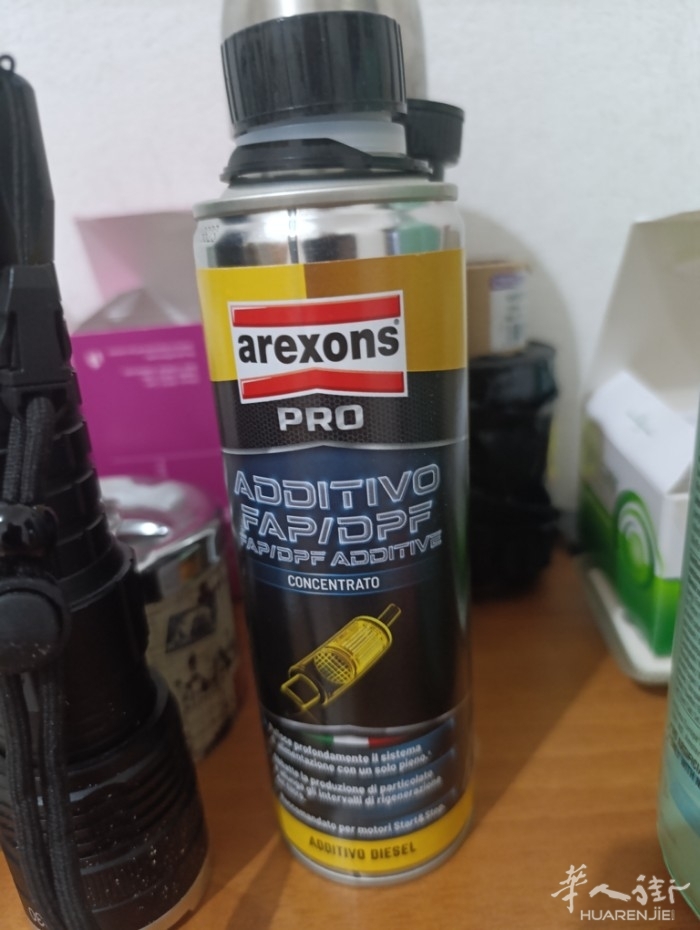 arexons
PRO
ADDITIVO
FAP/DPF
FAP/DPF ADDITIVE
CONCENTRATO
profondamente il sistema
alimentazione con un solo pieno.
la produzione di particolato
gli intervalli di rigenerazione
Raccomandato per motori Start&Stop.
ADDITIVO DIESEL
華人街
HUARENJIE